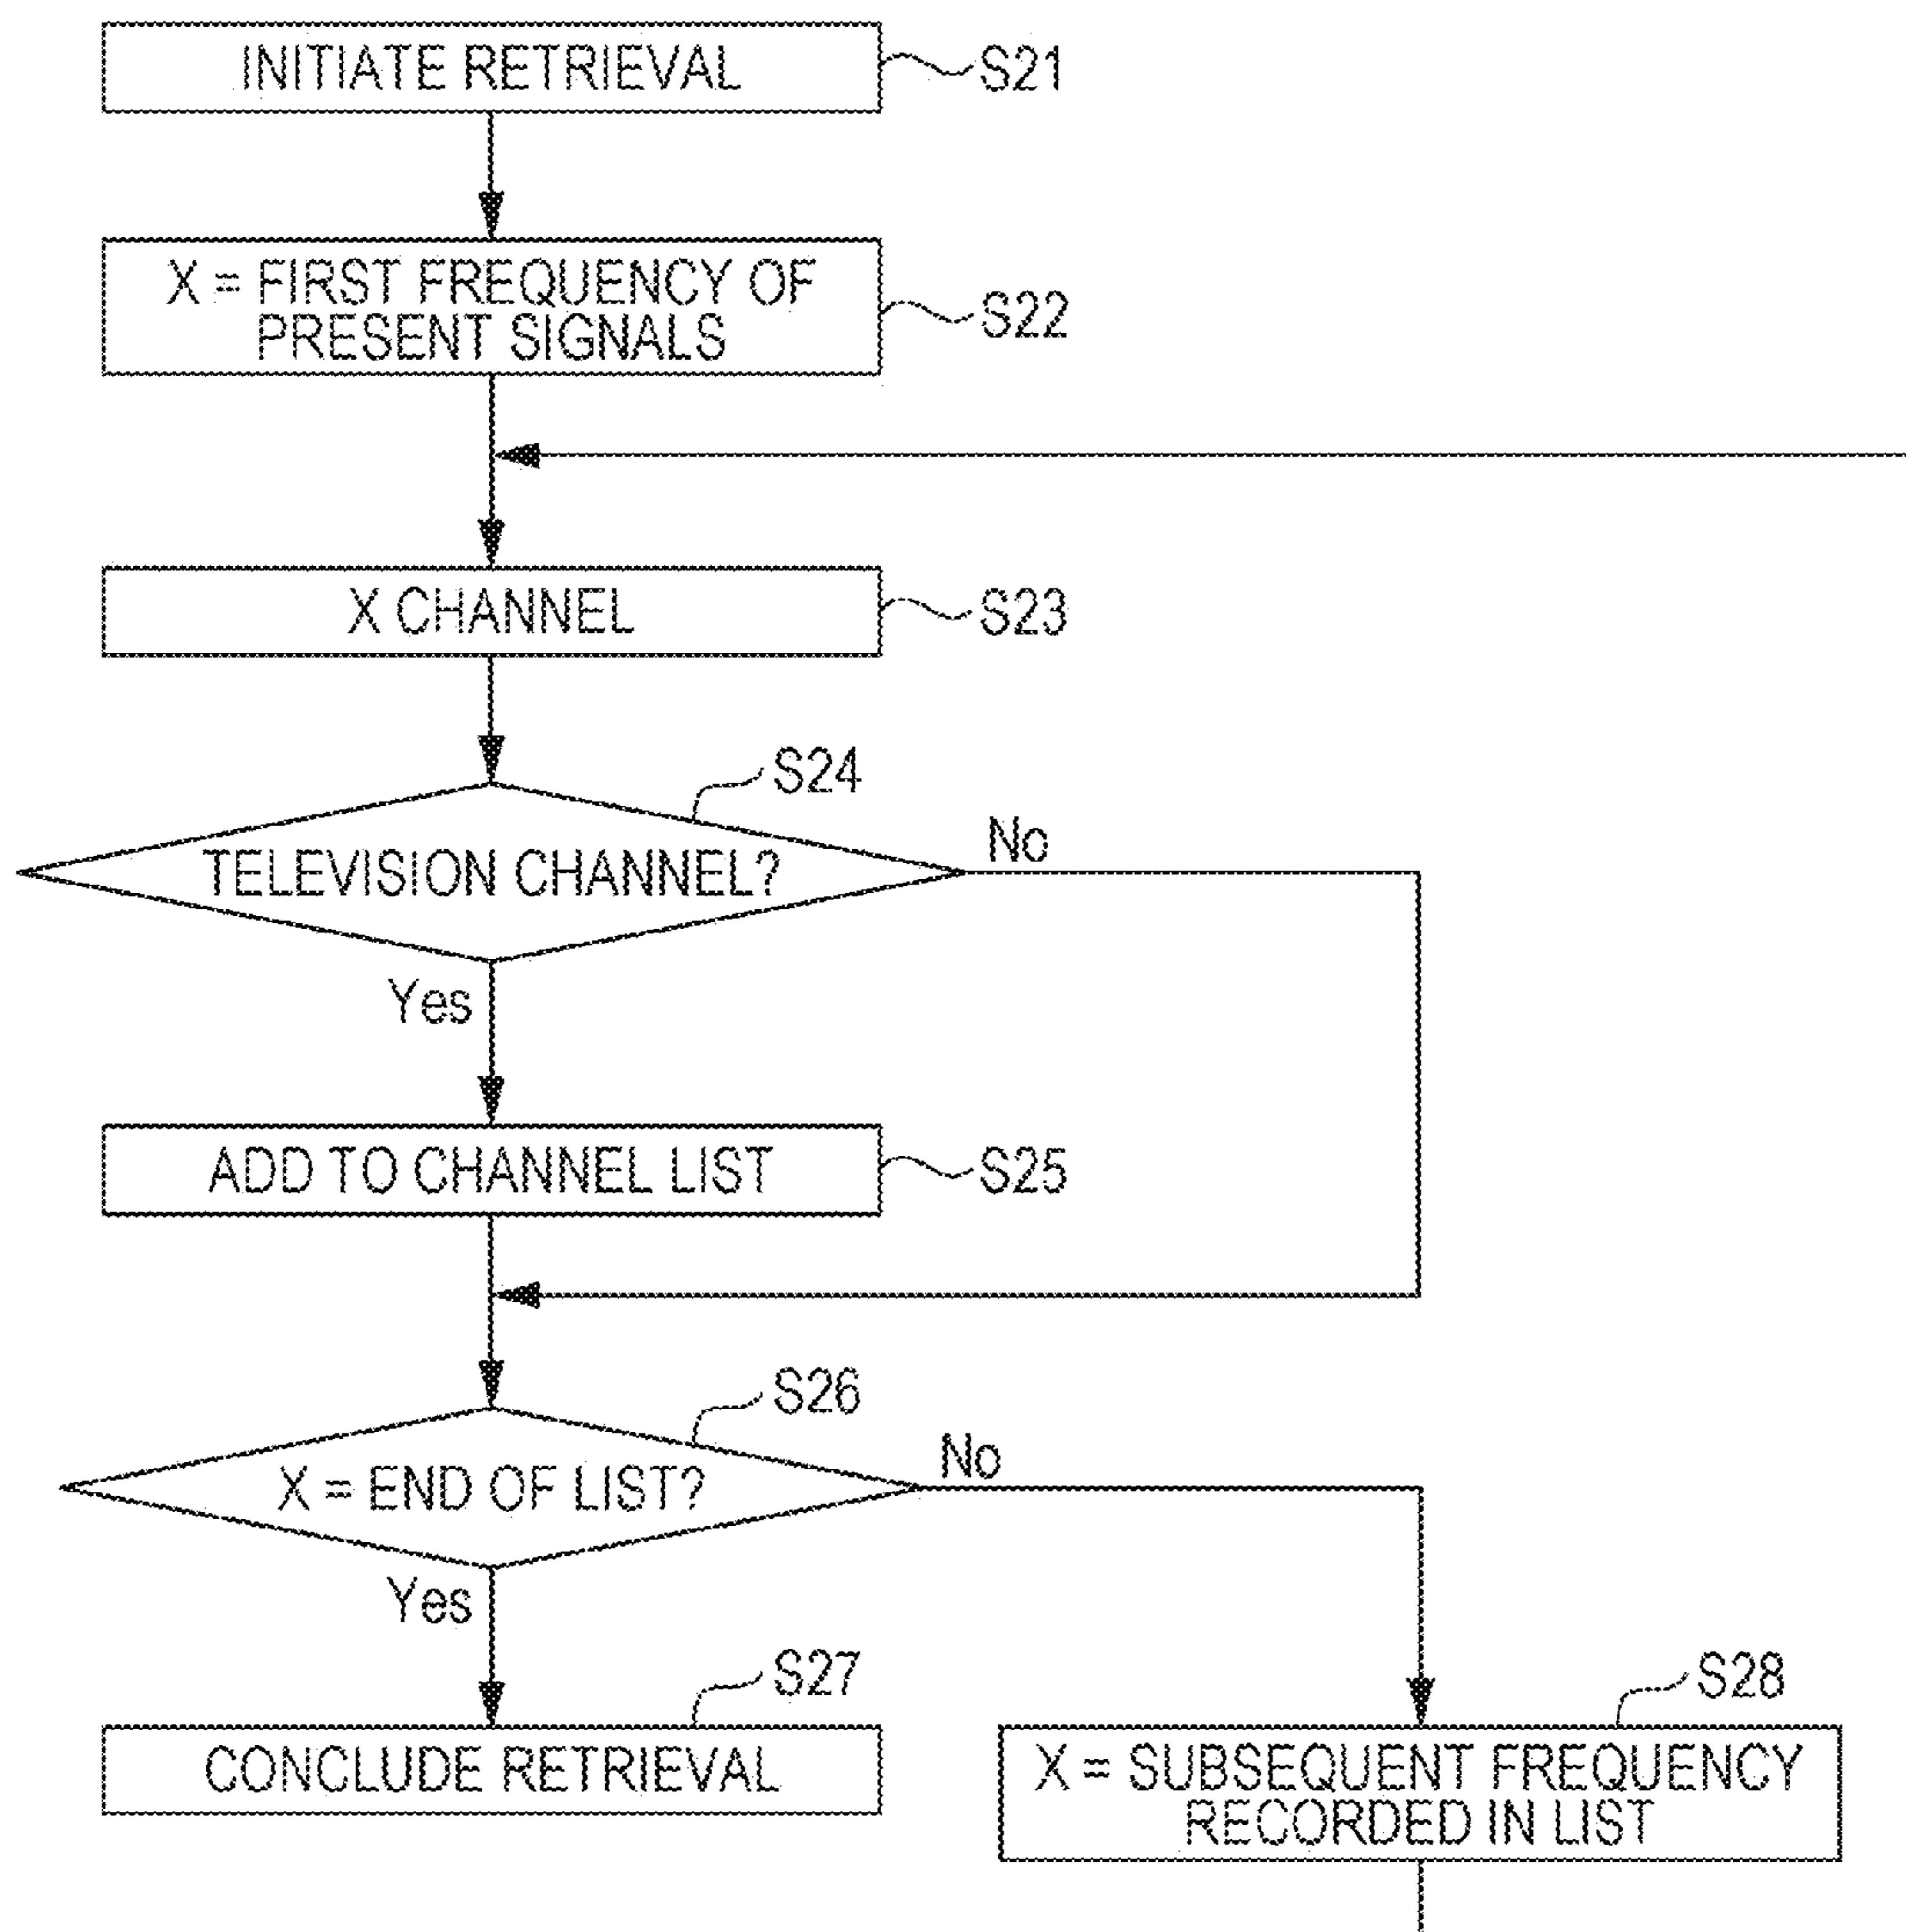 INITIATE RETRIEVAL
S21
X = FIRST FREQUENCY OF
PRESENT SIGNALS
S22
X CHANNEL
S23
S24
TELEVISION CHANNEL?
No
Yes
ADD TO CHANNEL LIST
S25
S26
X = END OF LIST?
No
Yes
S27
CONCLUDE RETRIEVAL
S28
X = SUBSEQUENT FREQUENCY
RECORDED IN LIST